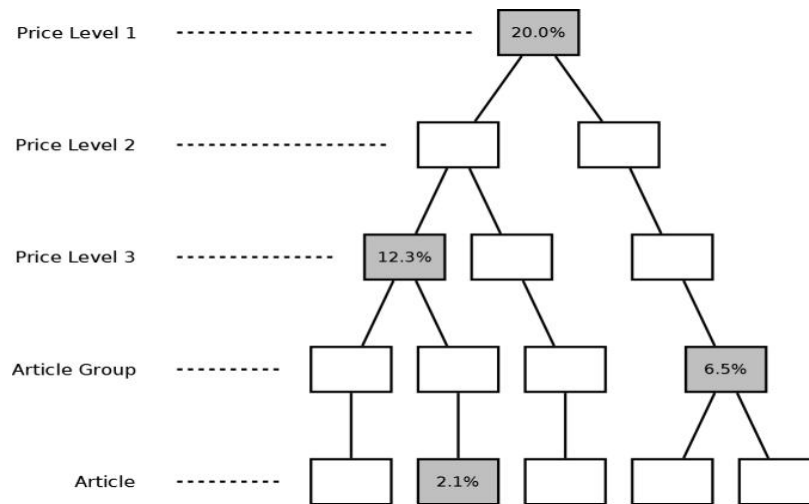 Price Level 1
20.0%
Price Level 2
Price Level 3
12.3%
Article Group
6.5%
Article
2.1%